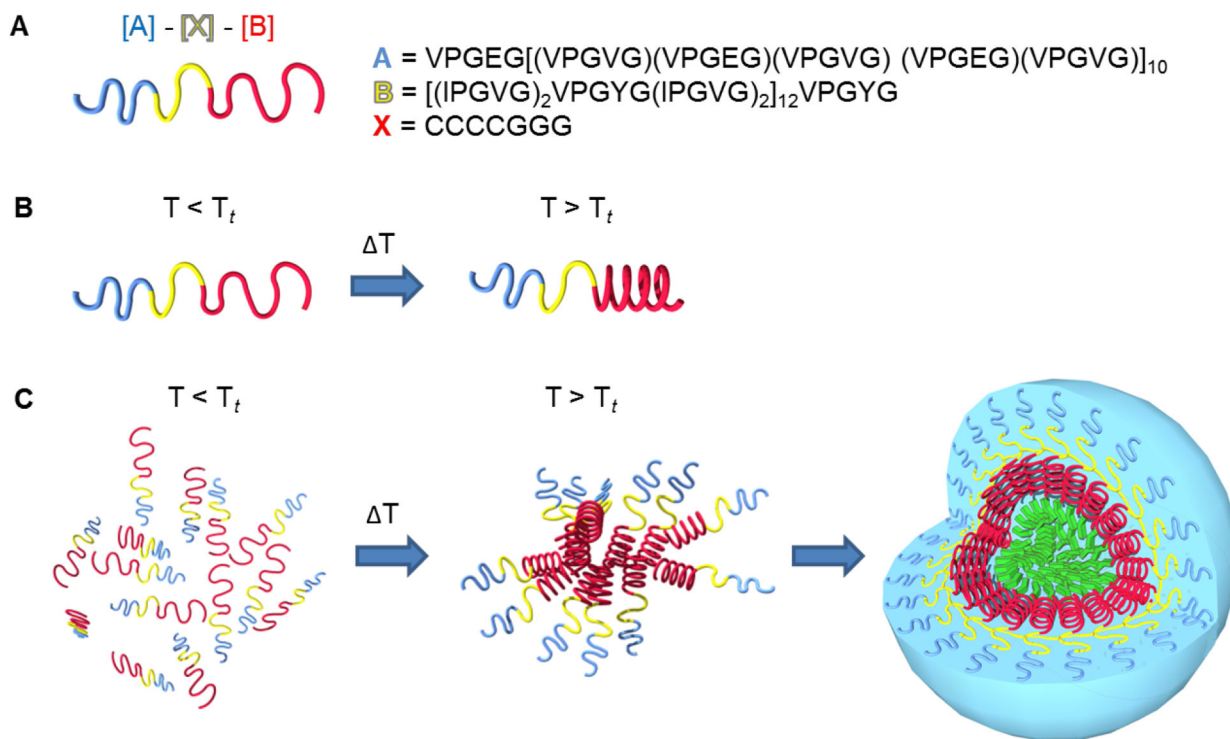 A
[A] - [X] - [B]
A = VPGEG[(VPGVG)(VPGEG)(VPGVG) (VPGEG)(VPGVG)]10
B = [(IPGVG)2VPGYG(IPGVG)2]12VPGYG
X = CCCCGGG
B
T < Tt
ΔT
T > Tt
C
T < Tt
ΔT
T > Tt